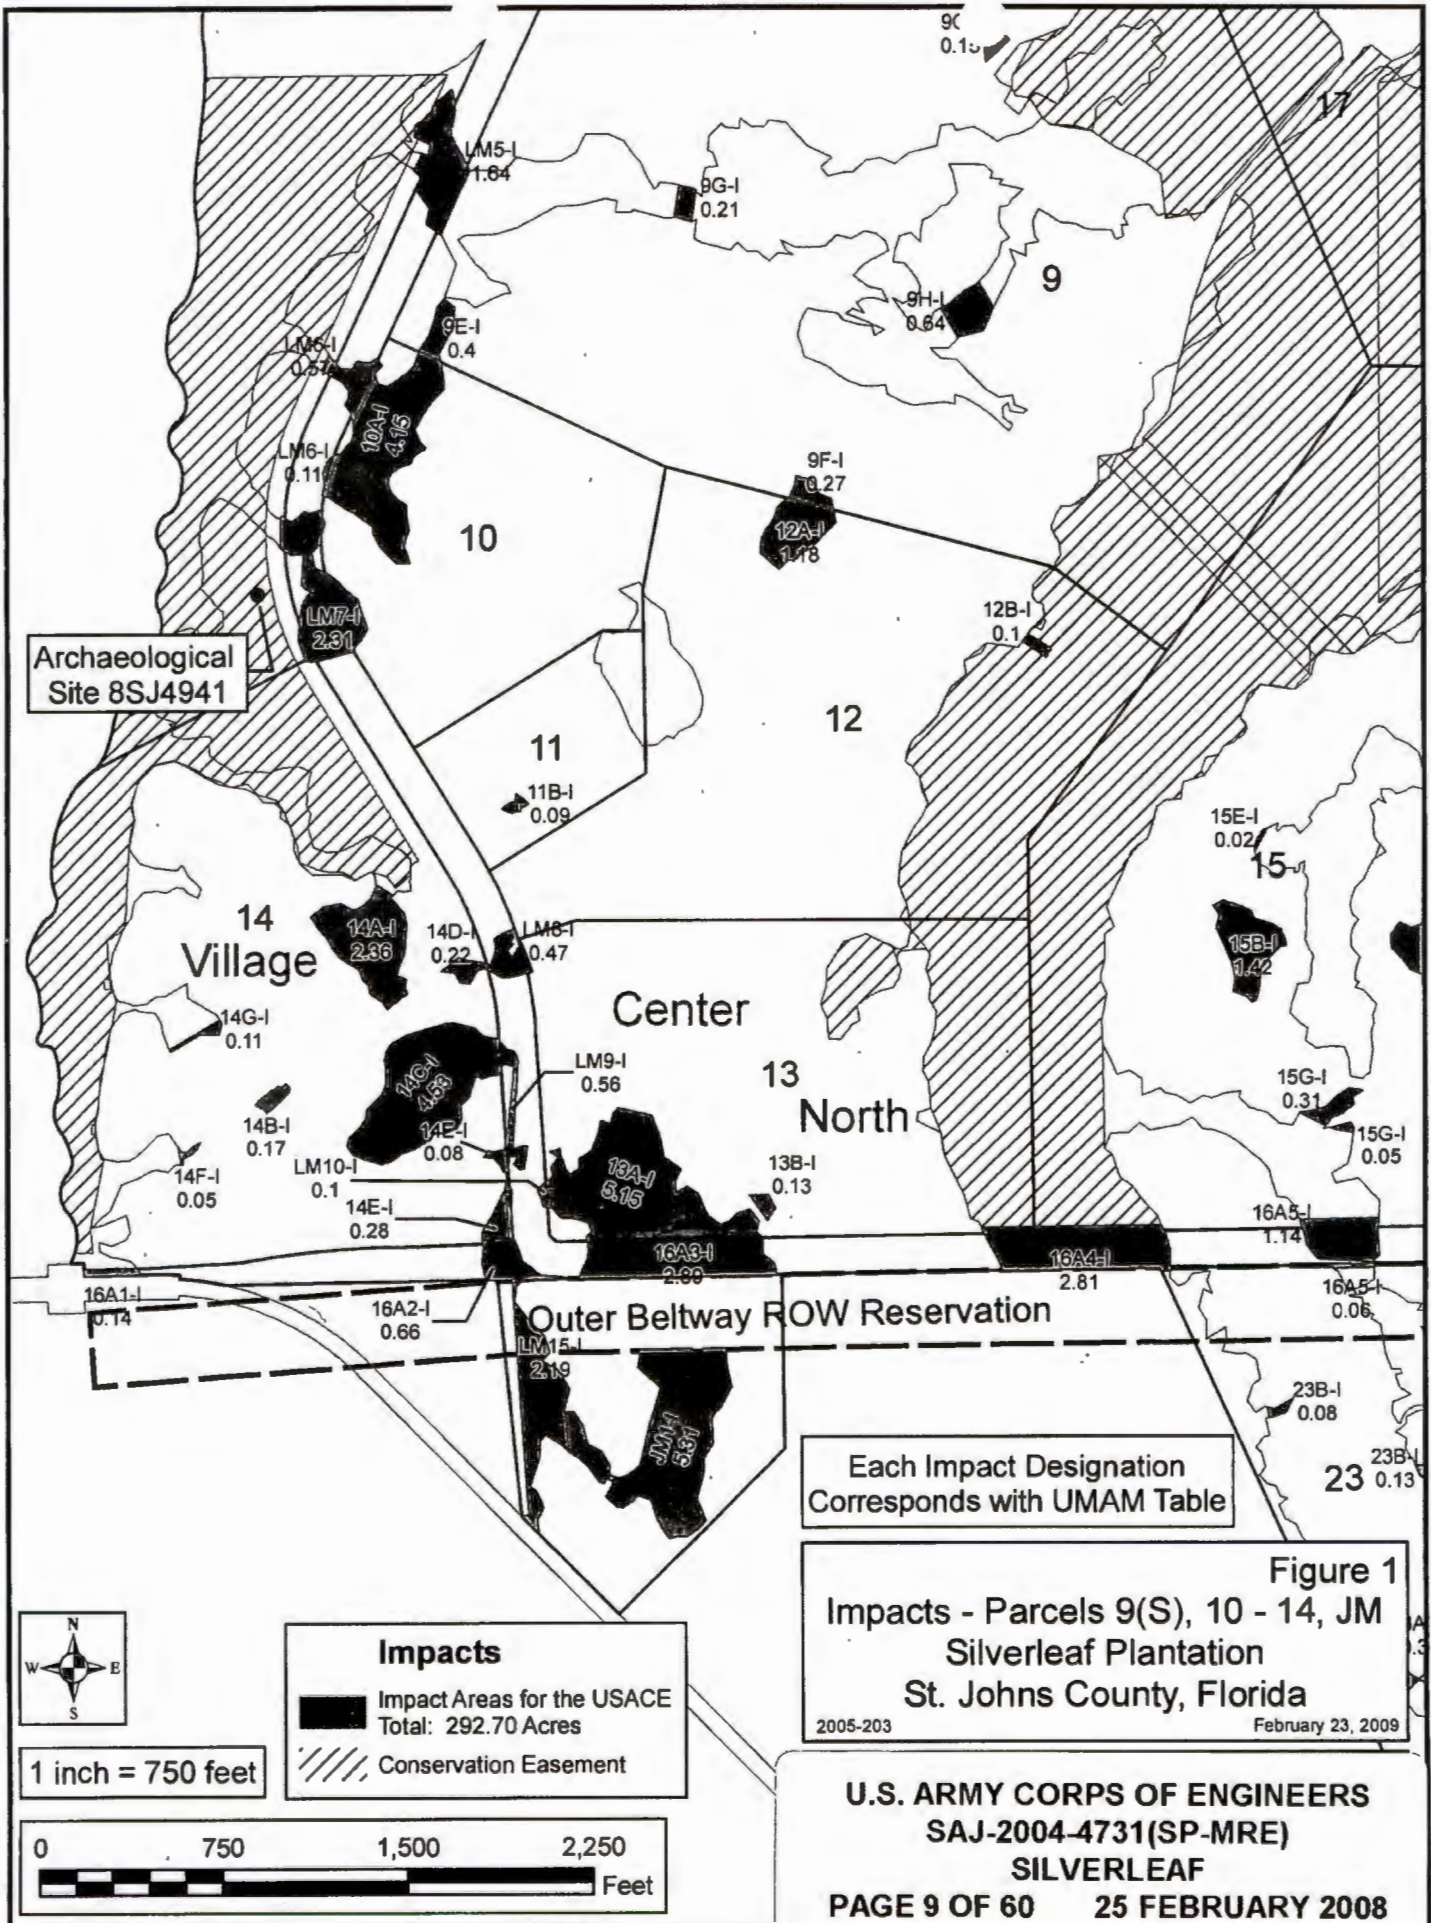 17
LM5-I
1.64
9G-I
0.21
9
9H-I
0.64
9E-I
0.4
LM6-I
0.57
10A-I
4.15
LM6-I
0.11
9F-I
0.27
10
12A-I
1.18
12B-I
0.1
LM7-I
2.31
Archaeological
Site 8SJ4941
12
11
11B-I
0.09
15E-I
0.02
15
14
Village
14A-I
2.36
14D-I
0.22
LM8-I
0.47
15B-I
1.42
Center
14G-I
0.11
14C-I
4.53
LM9-I
0.56
13
North
15G-I
0.31
14B-I
0.17
14E-I
0.08
15G-I
0.05
14F-I
0.05
LM10-I
0.1
13A-I
5.15
13B-I
0.13
14E-I
0.28
16A5-I
1.14
16A3-I
16A4-I
2.81
16A1-I
0.14
16A2-I
0.66
Outer Beltway ROW Reservation
16A5-I
0.06
LM15-I
2.19
23B-I
0.08
JM1-I
5.31
23
23B-I
0.13
Each Impact Designation
Corresponds with UMAM Table
Figure 1
Impacts - Parcels 9(S), 10 - 14, JM
Silverleaf Plantation
St. Johns County, Florida
2005-203
February 23, 2009
N
W E
S
Impacts
Impact Areas for the USACE
Total: 292.70 Acres
Conservation Easement
1 inch = 750 feet
0 750 1,500 2,250
Feet
U.S. ARMY CORPS OF ENGINEERS
SAJ-2004-4731(SP-MRE)
SILVERLEAF
PAGE 9 OF 60 25 FEBRUARY 2008